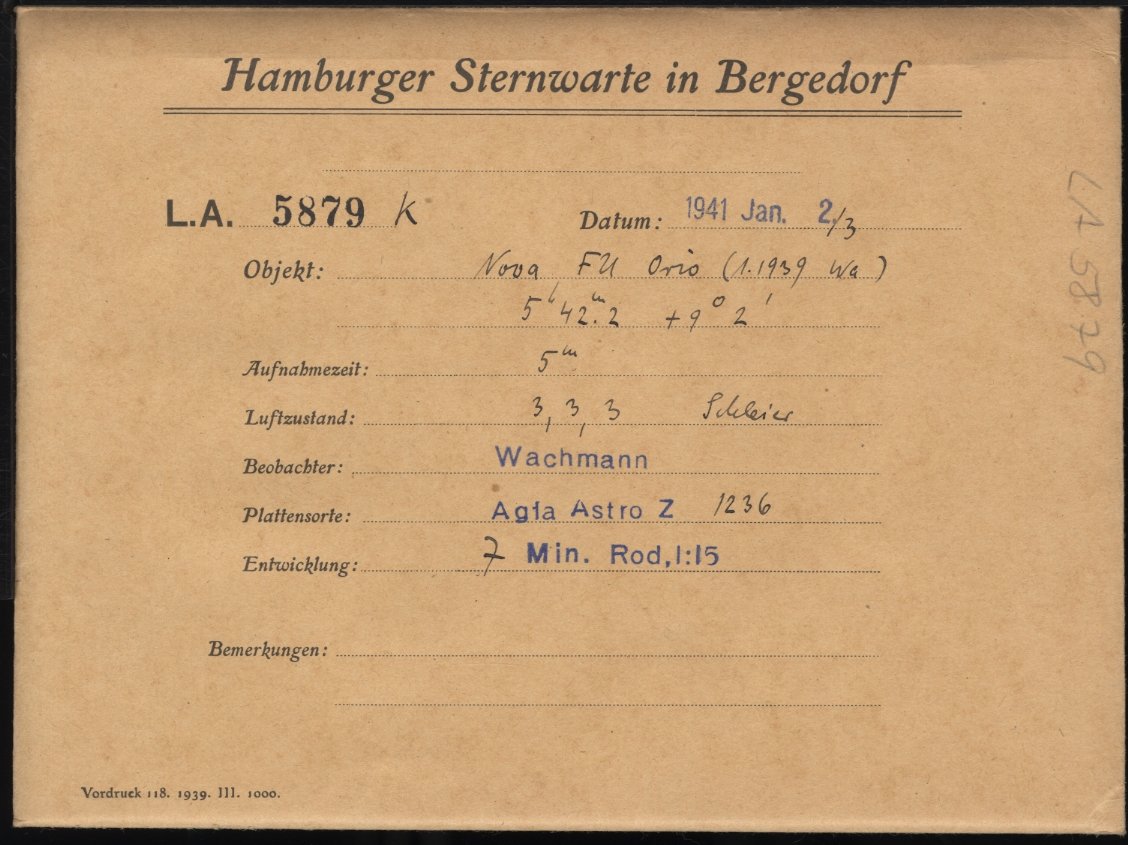 Hamburger Sternwarte in Bergedorf
L.A. 5879 k
Datum: 1941 Jan. 2./3
Objekt: Nova FU Orio (1.1939 Wa)
5h 42m.2 +9° 2'
Aufnahmezeit: 5m
Luftzustand: 3, 3, 3 Schleier
Beobachter: Wachmann
Plattensorte: Agfa Astro Z 1236
Entwicklung: 7 Min. Rod, 1:15
Bemerkungen:
Vordruck 118. 1939. III. 1000.
LA 5879